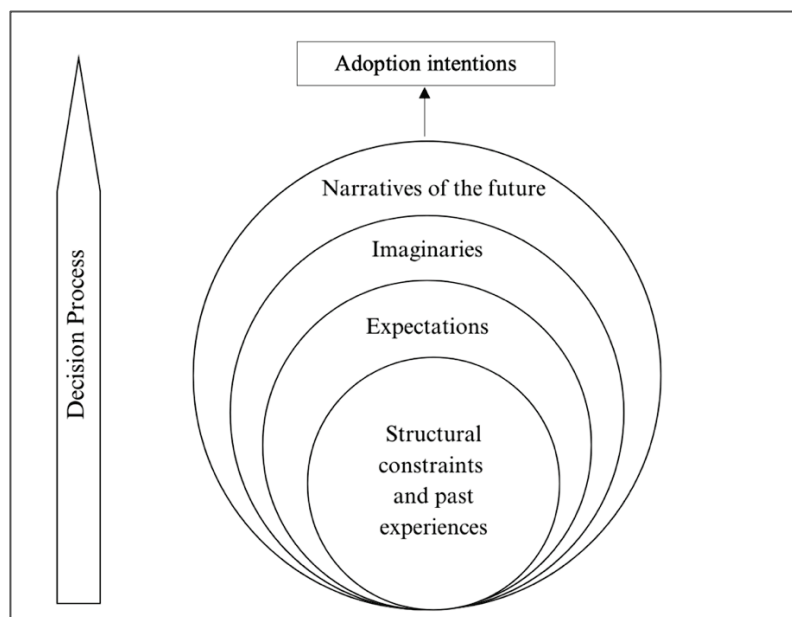 Adoption intentions
Narratives of the future
Imaginaries
Expectations
Structural
constraints
and past
experiences
Decision Process